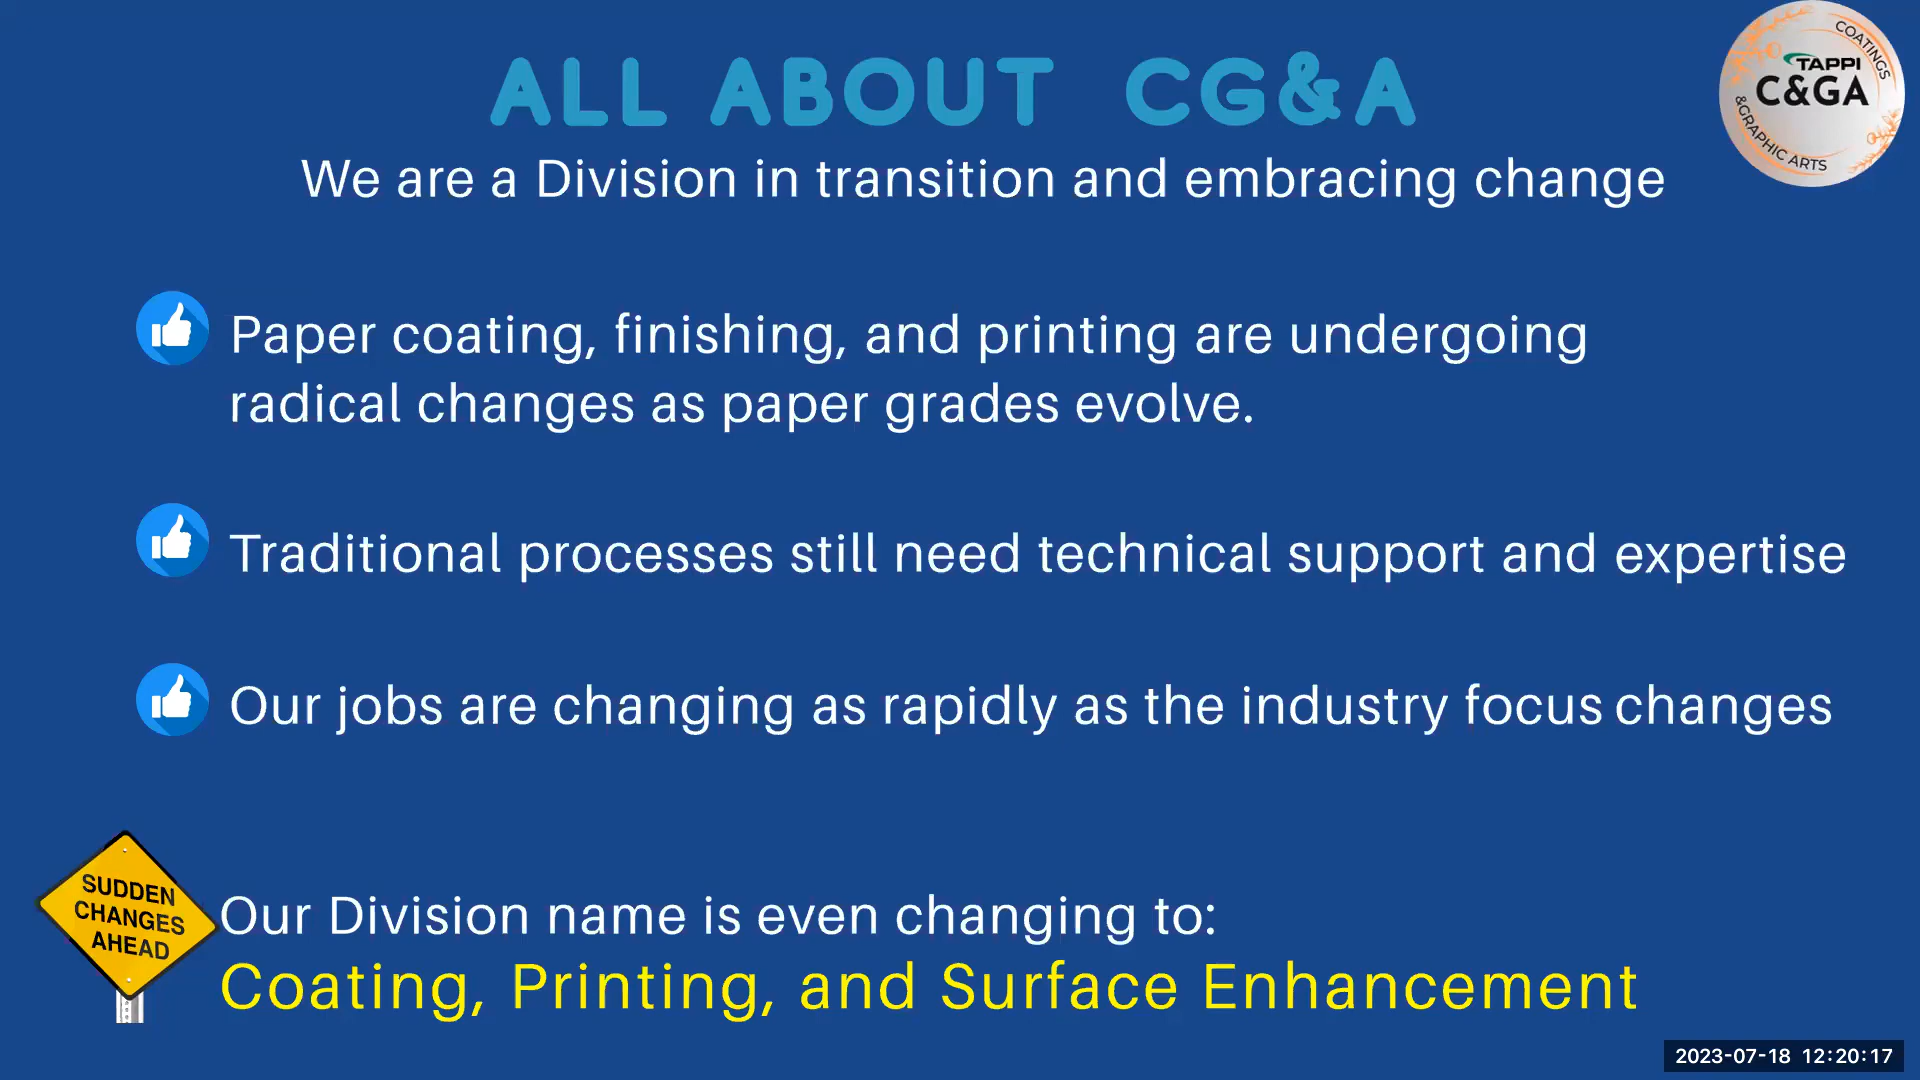 ALL ABOUT CG&A
We are a Division in transition and embracing change
COATINGS
TAPPI
C&GA
&GRAPHIC ARTS
Paper coating, finishing, and printing are undergoing
radical changes as paper grades evolve.
Traditional processes still need technical support and expertise
Our jobs are changing as rapidly as the industry focus changes
SUDDEN
CHANGES
AHEAD
Our Division name is even changing to:
Coating, Printing, and Surface Enhancement
2023-07-18 12:20:17